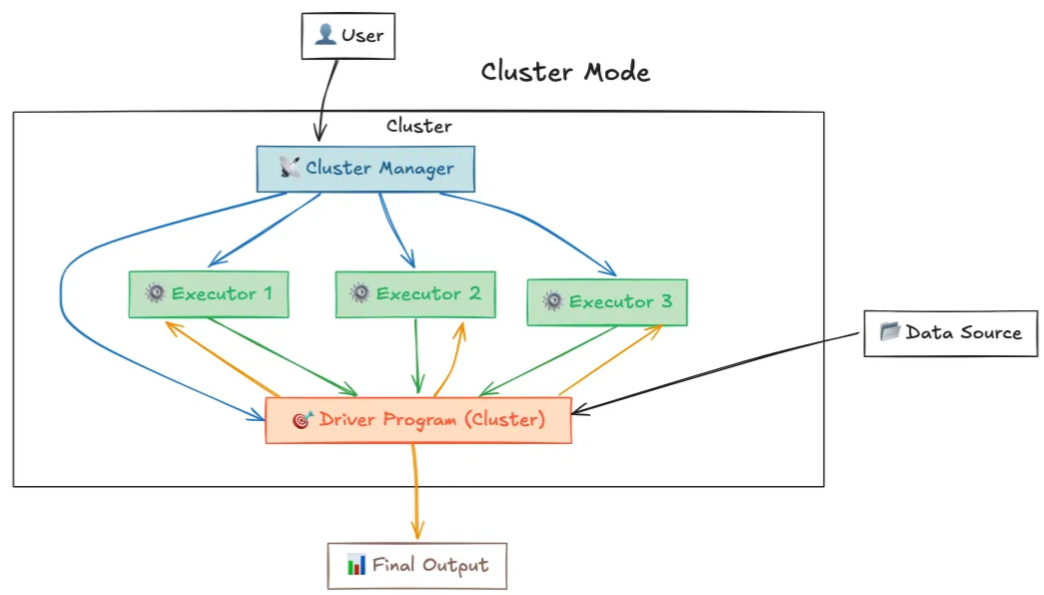 User
Cluster Mode
Cluster
Cluster Manager
Executor 1
Executor 2
Executor 3
Data Source
Driver Program (Cluster)
Final Output